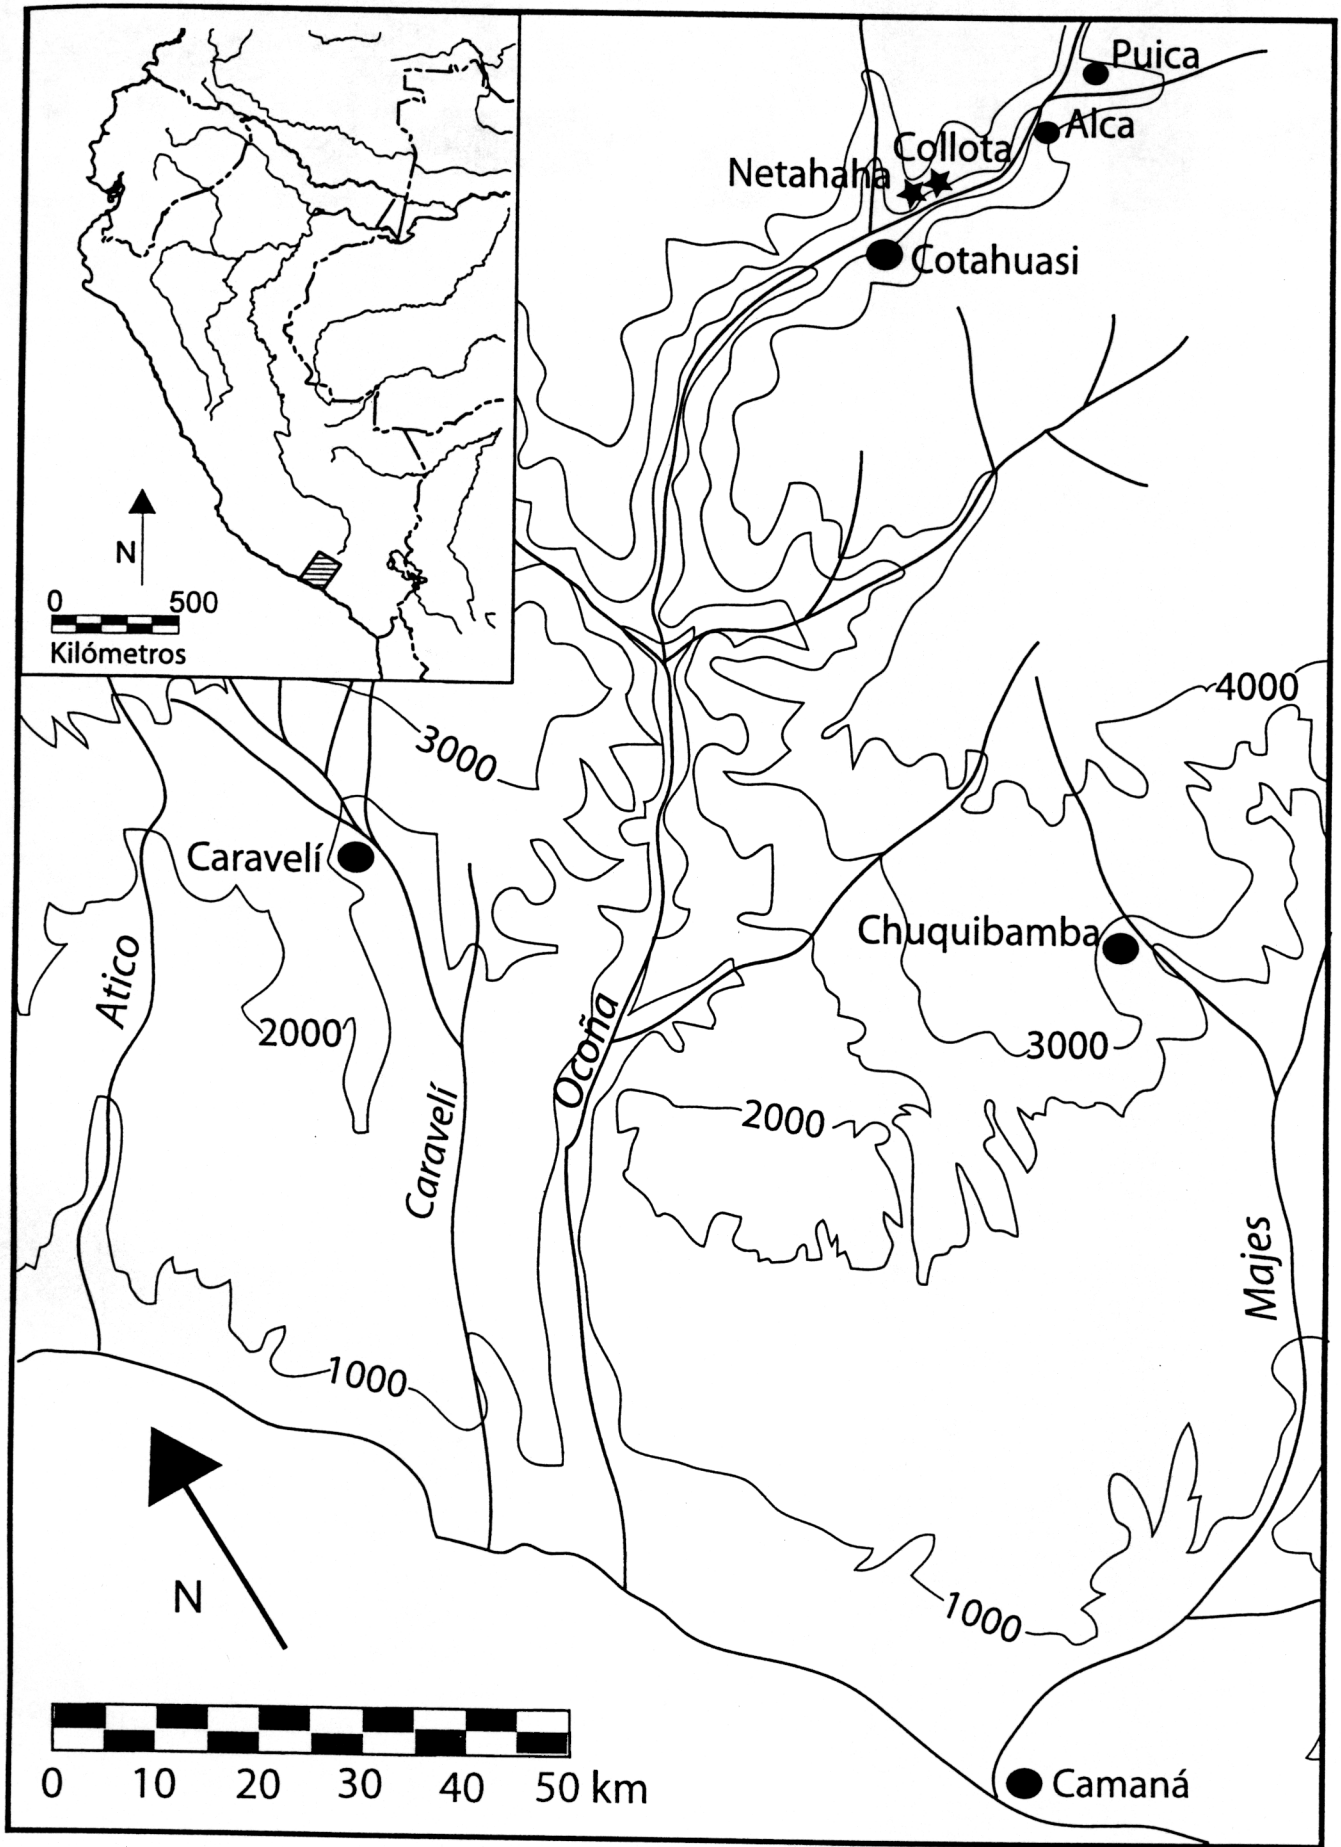 Puica
Alca
Collota
Netahaha
Cotahuasi
N
0 500
Kilómetros
4000
3000
Caravelí
Chuquibamba
Atico
Ocoña
2000
3000
Caravelí
2000
Majes
1000
N
1000
0 10 20 30 40 50 km
Camaná